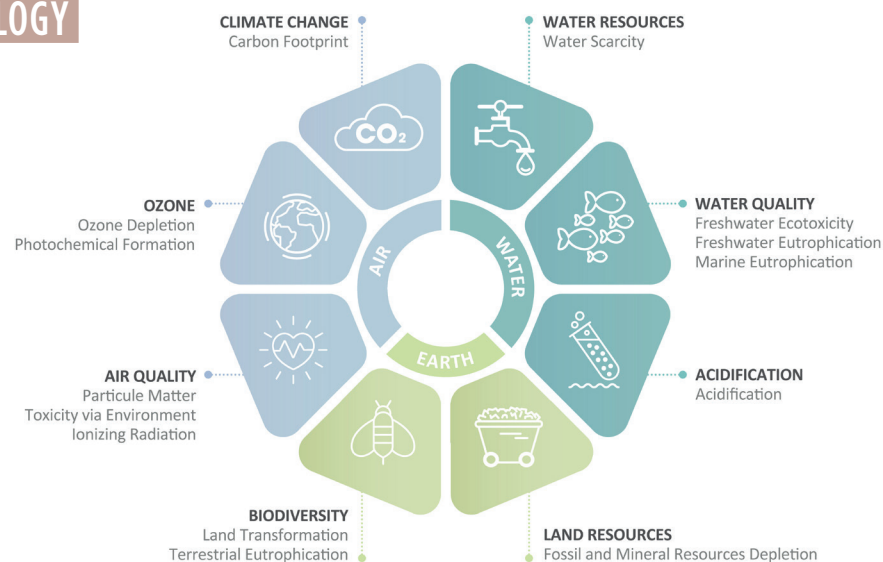 LOGY
CLIMATE CHANGE
Carbon Footprint
WATER RESOURCES
Water Scarcity
CO₂
OZONE
Ozone Depletion
Photochemical Formation
WATER QUALITY
Freshwater Ecotoxicity
Freshwater Eutrophication
Marine Eutrophication
AIR
WATER
EARTH
AIR QUALITY
Particule Matter
Toxicity via Environment
Ionizing Radiation
ACIDIFICATION
Acidification
BIODIVERSITY
Land Transformation
Terrestrial Eutrophication
LAND RESOURCES
Fossil and Mineral Resources Depletion